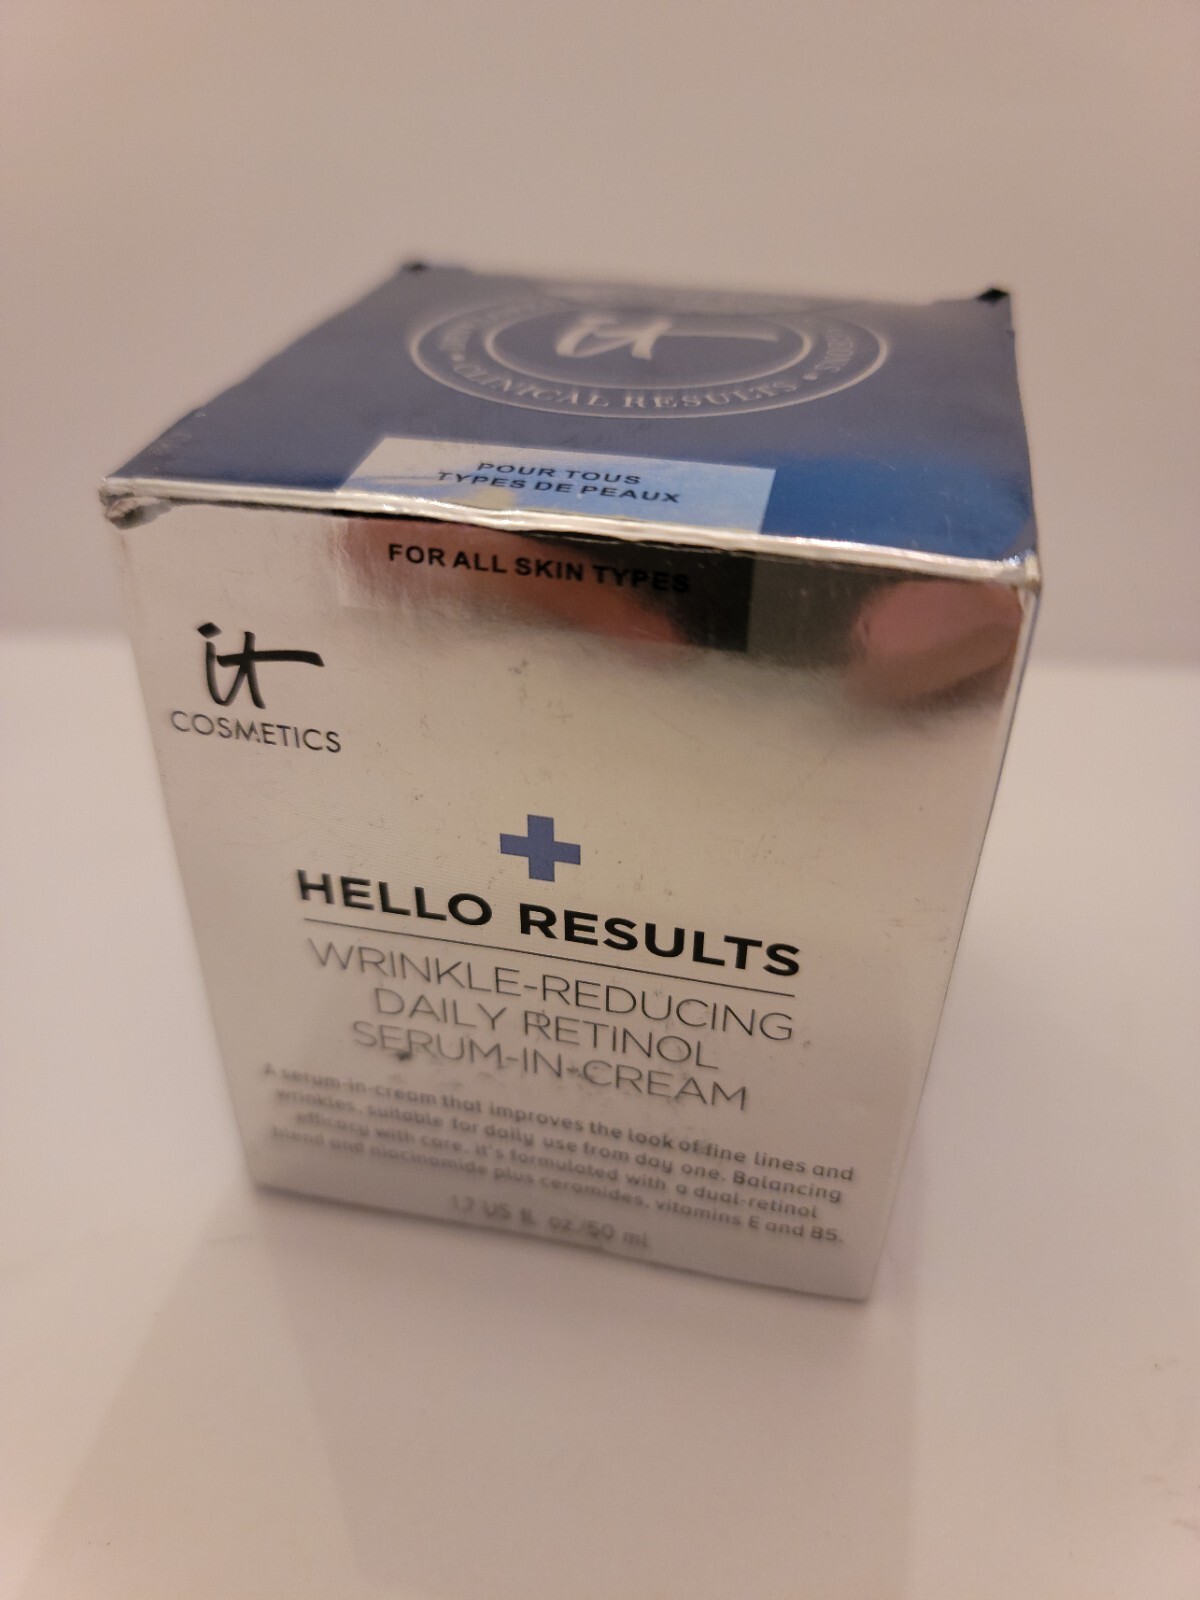 it
CLINICAL RESULTS
POUR TOUS
TYPES DE PEAUX
FOR ALL SKIN TYPES
it
COSMETICS
HELLO RESULTS
WRINKLE-REDUCING
DAILY RETINOL
SERUM-IN-CREAM
A serum-in-cream that improves the look of fine lines and
wrinkles, suitable for daily use from day one. Balancing
efficacy with care, it's formulated with a dual-retinol
blend and niacinamide plus ceramides, vitamins E and B5.
1.7 US fl. oz./50 mL